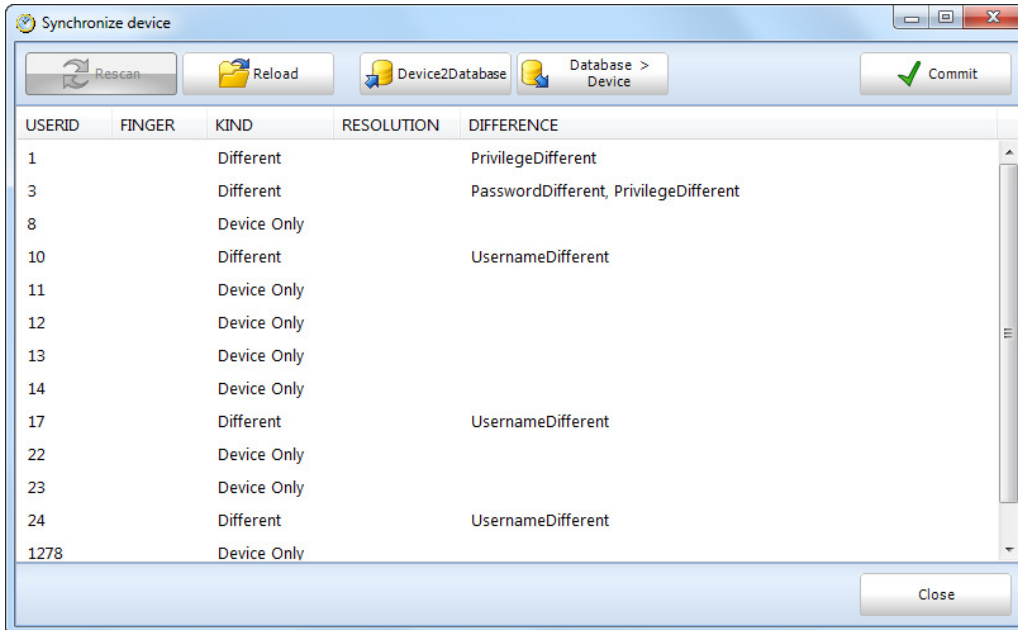 Synchronize device
Rescan Reload Device2Database Database > Device Commit
USERID FINGER KIND RESOLUTION DIFFERENCE
1 Different PrivilegeDifferent
3 Different PasswordDifferent, PrivilegeDifferent
8 Device Only
10 Different UsernameDifferent
11 Device Only
12 Device Only
13 Device Only
14 Device Only
17 Different UsernameDifferent
22 Device Only
23 Device Only
24 Different UsernameDifferent
1278 Device Only
Close